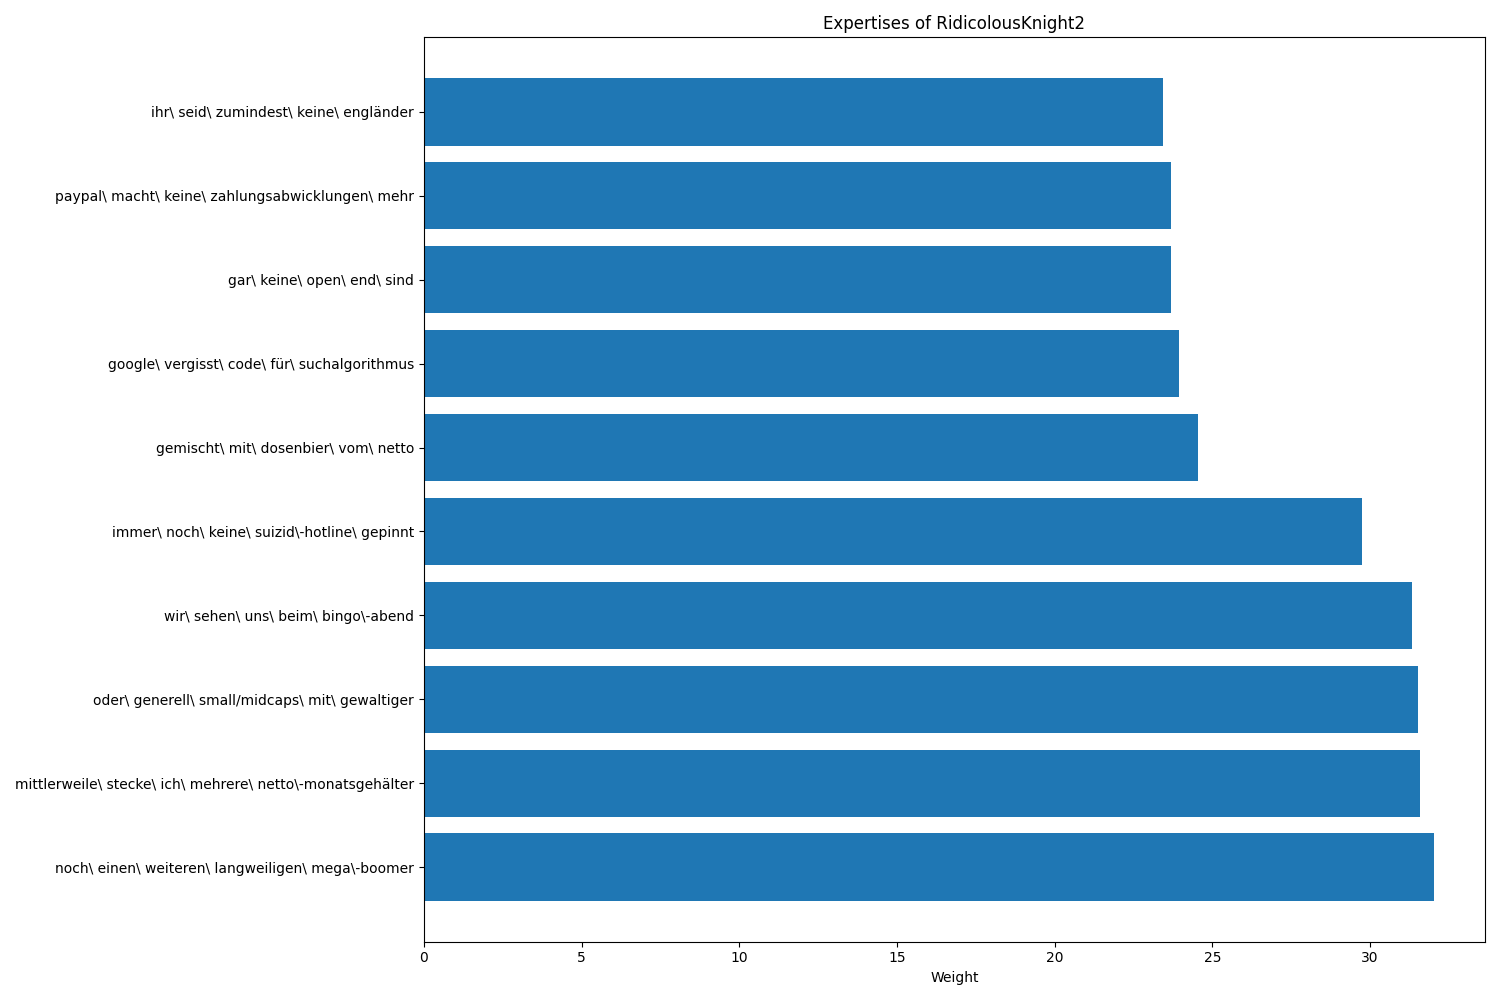 Expertises of RidicolousKnight2
ihr\ seid\ zumindest\ keine\ engländer
paypal\ macht\ keine\ zahlungsabwicklungen\ mehr
gar\ keine\ open\ end\ sind
google\ vergisst\ code\ für\ suchalgorithmus
gemischt\ mit\ dosenbier\ vom\ netto
immer\ noch\ keine\ suizid\-hotline\ gepinnt
wir\ sehen\ uns\ beim\ bingo\-abend
oder\ generell\ small/midcaps\ mit\ gewaltiger
mittlerweile\ stecke\ ich\ mehrere\ netto\-monatsgehälter
noch\ einen\ weiteren\ langweiligen\ mega\-boomer
0 5 10 15 20 25 30
Weight